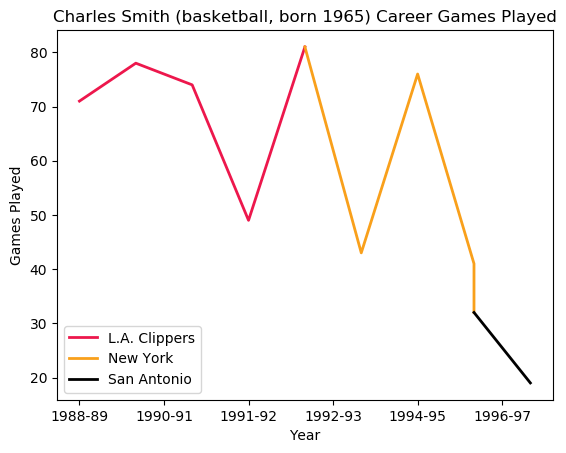 Charles Smith (basketball, born 1965) Career Games Played
80
70
60
50
40
30
20
Games Played
L.A. Clippers
New York
San Antonio
1988-89 1990-91 1991-92 1992-93 1994-95 1996-97
Year